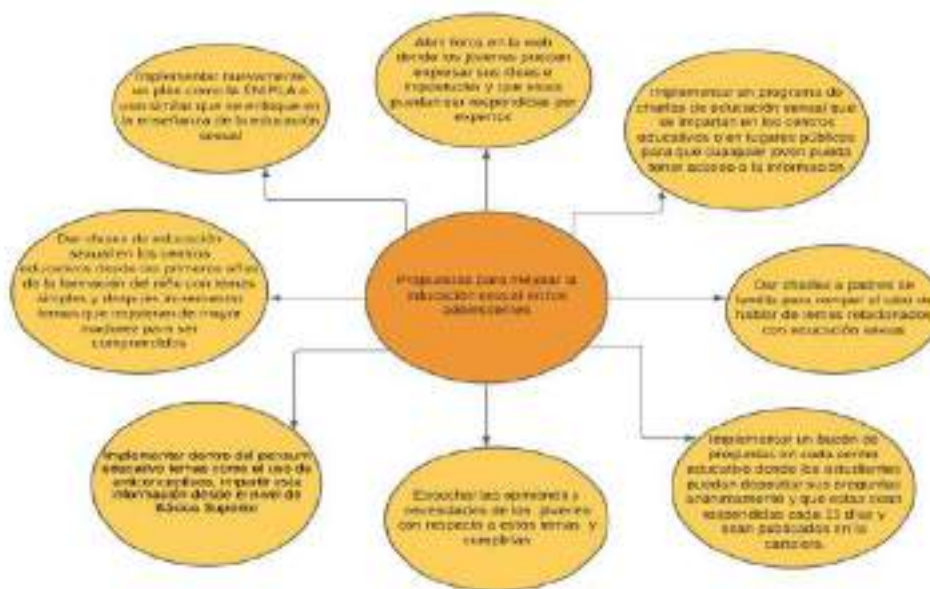 Abrir foros en la web
donde los jóvenes puedan
expresar sus ideas e
inquietudes y que estas
puedan ser respondidas por
expertos
Implementar nuevamente
un plan como la ENIPLA o
uno similar que se enfoque en
la enseñanza de la educación
sexual
Implementar un programa de
charlas de educación sexual que
se impartan en los centros
educativos o en lugares públicos
para que cualquier joven pueda
tener acceso a la información
Dar clases de educación
sexual en los centros
educativos desde los primeros años
de la formación del niño con temas
simples y después
temas que requieran de mayor
madurez para ser
comprendidos
Propuestas para mejorar la
educación sexual en los
adolescentes
Dar charlas a padres de
familia para romper el tabú de
hablar de temas relacionados
con educación sexual
Implementar dentro del pensum
educativo temas como el uso de
anticonceptivos, impartir esta
información desde el nivel de
Básica Superior
Escuchar las opiniones y
necesidades de los jóvenes
con respecto a estos temas y
cumplirlas
Implementar un buzón de
preguntas en cada centro
educativo donde los estudiantes
puedan depositar sus preguntas
anónimamente y que estas sean
respondidas cada 15 días y
sean publicados en la
cartelera.